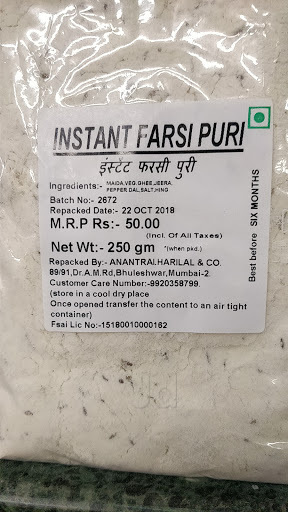 INSTANT FARSI PURI
इंस्टेंट फरसी पुरी
Ingredients:- MAIDA,VEG.GHEE,JEERA,
PEPPER DAL,SALT,HING
Batch No:- 2672
Repacked Date:- 22 OCT 2018
M.R.P Rs:- 50.00
(Incl. Of All Taxes)
Net Wt:- 250 gm *(when pkd.)
Repacked By:- ANANTRAI HARILAL & CO.
89/91,Dr.A.M.Rd,Bhuleshwar,Mumbai-2.
Customer Care Number:-9920358799.
(store in a cool dry place
Once opened transfer the content to an air tight
container)
Fsai Lic No:-15180010000162
Best before SIX MONTHS